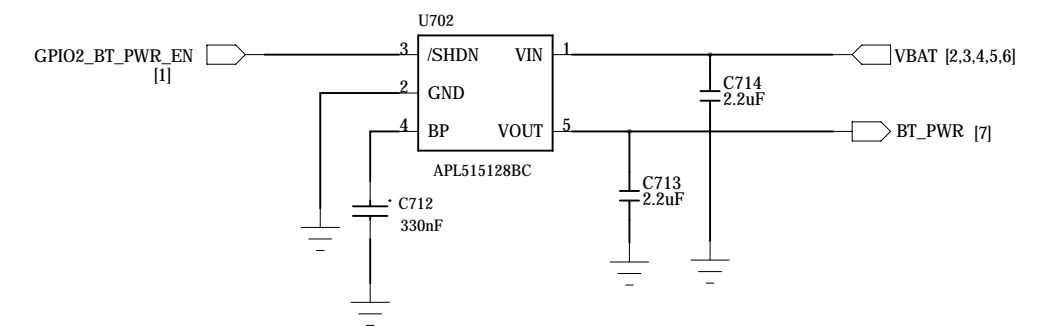 U702
GPIO2_BT_PWR_EN
[1]
3
/SHDN
VIN
1
VBAT [2,3,4,5,6]
2
GND
C714
2.2uF
4
BP
VOUT
5
BT_PWR [7]
APL515128BC
C713
2.2uF
C712
330nF